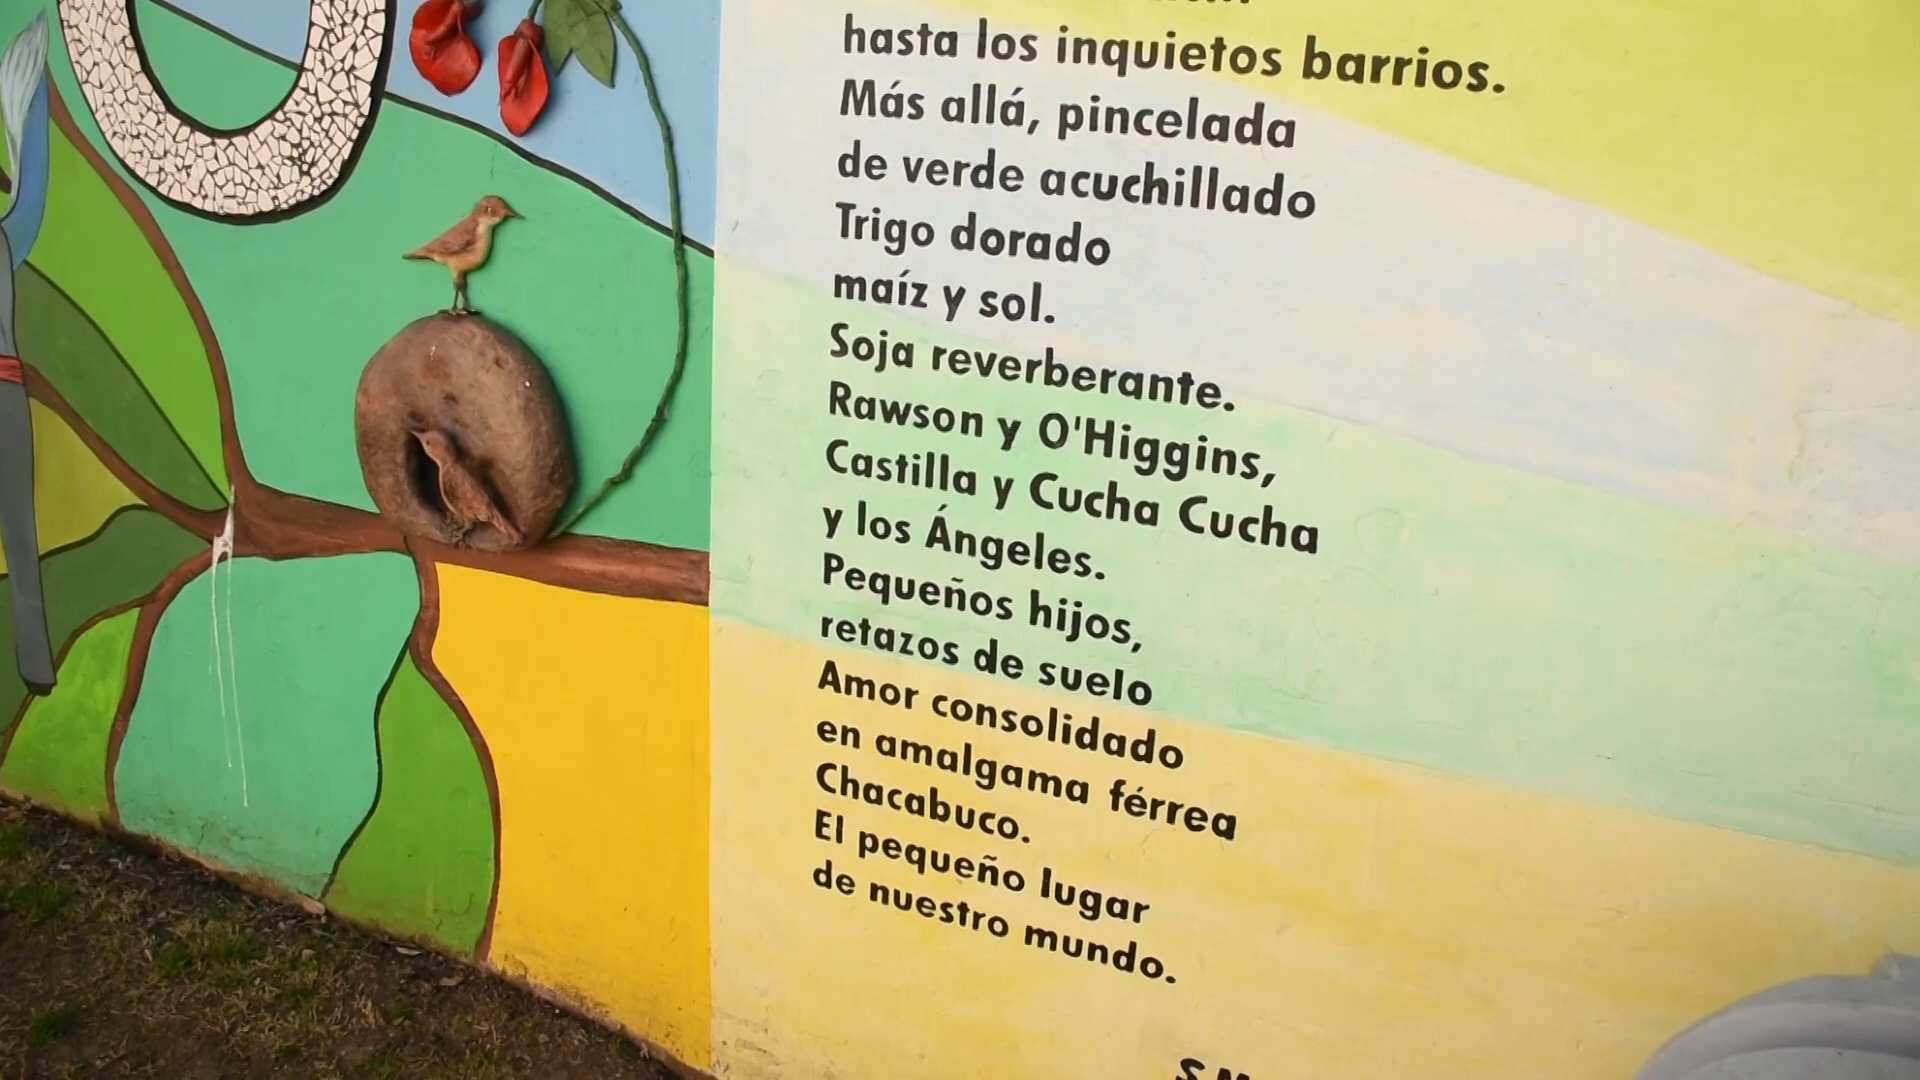 hasta los inquietos barrios.
Más allá, pincelada
de verde acuchillado
Trigo dorado
maíz y sol.
Soja reverberante.
Rawson y O'Higgins,
Castilla y Cucha Cucha
y los Ángeles.
Pequeños hijos,
retazos de suelo
Amor consolidado
en amalgama férrea
Chacabuco.
El pequeño lugar
de nuestro mundo.